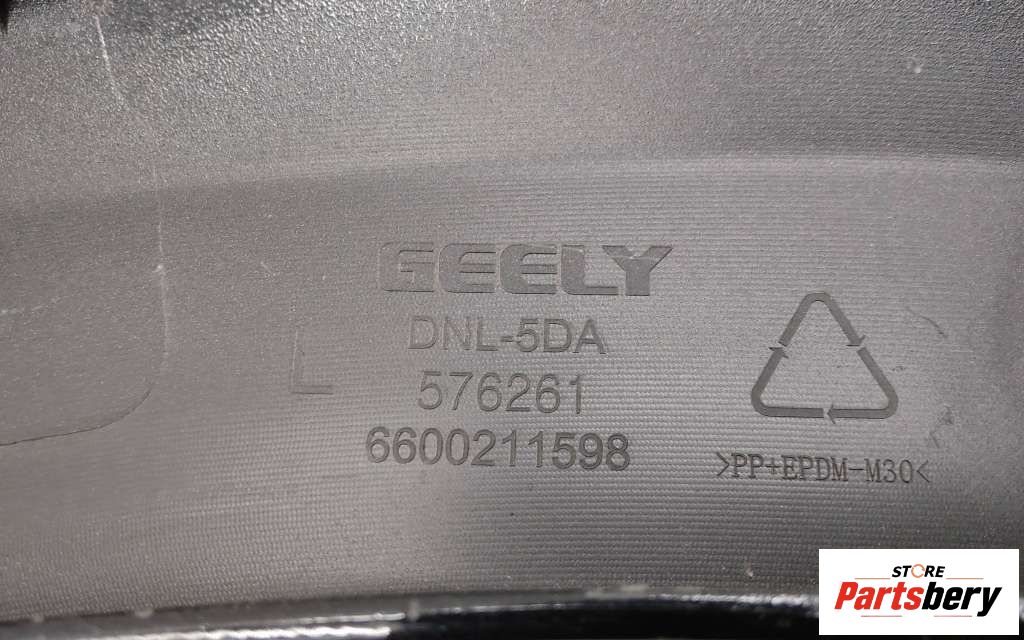 GEELY
DNL-5DA
L
576261
6600211598
>PP+EPDM-M30<
STORE
Partsbery